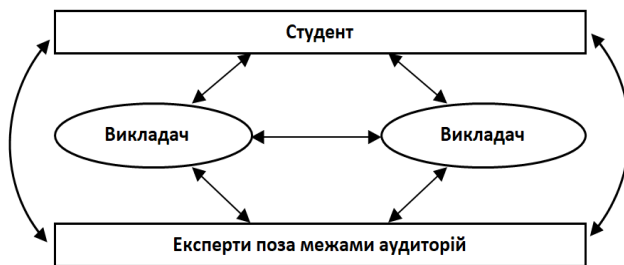 Студент
Викладач
Викладач
Експерти поза межами аудиторій